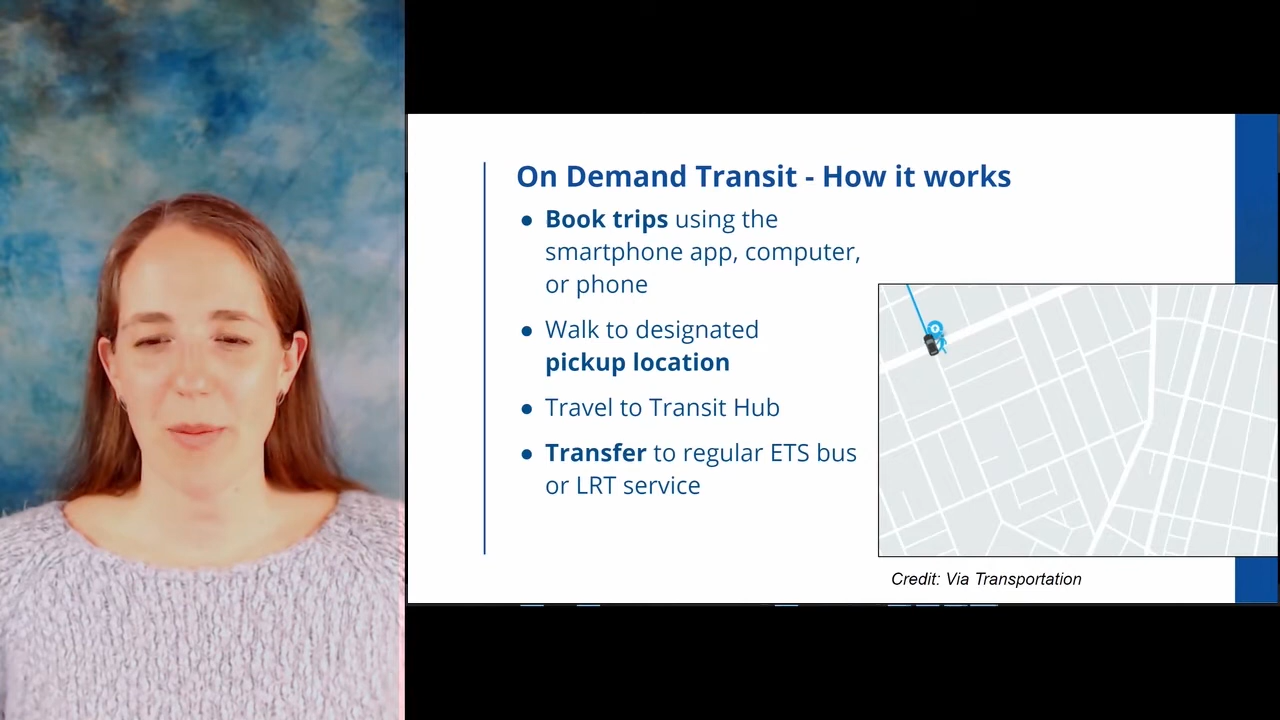 On Demand Transit - How it works
● Book trips using the
smartphone app, computer,
or phone
● Walk to designated
pickup location
● Travel to Transit Hub
● Transfer to regular ETS bus
or LRT service
Credit: Via Transportation